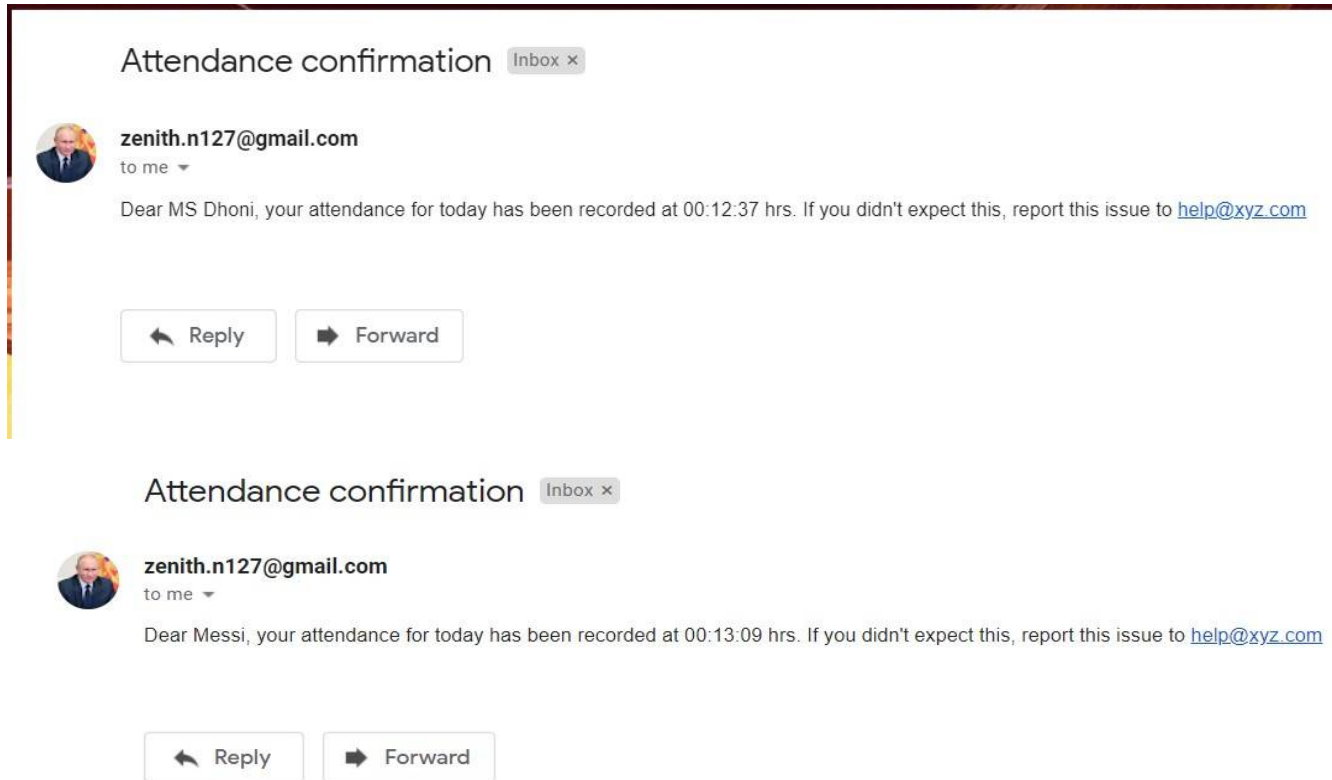 Attendance confirmation Inbox ×
zenith.n127@gmail.com
to me
Dear MS Dhoni, your attendance for today has been recorded at 00:12:37 hrs. If you didn't expect this, report this issue to help@xyz.com
Reply Forward
Attendance confirmation Inbox ×
zenith.n127@gmail.com
to me
Dear Messi, your attendance for today has been recorded at 00:13:09 hrs. If you didn't expect this, report this issue to help@xyz.com
Reply Forward